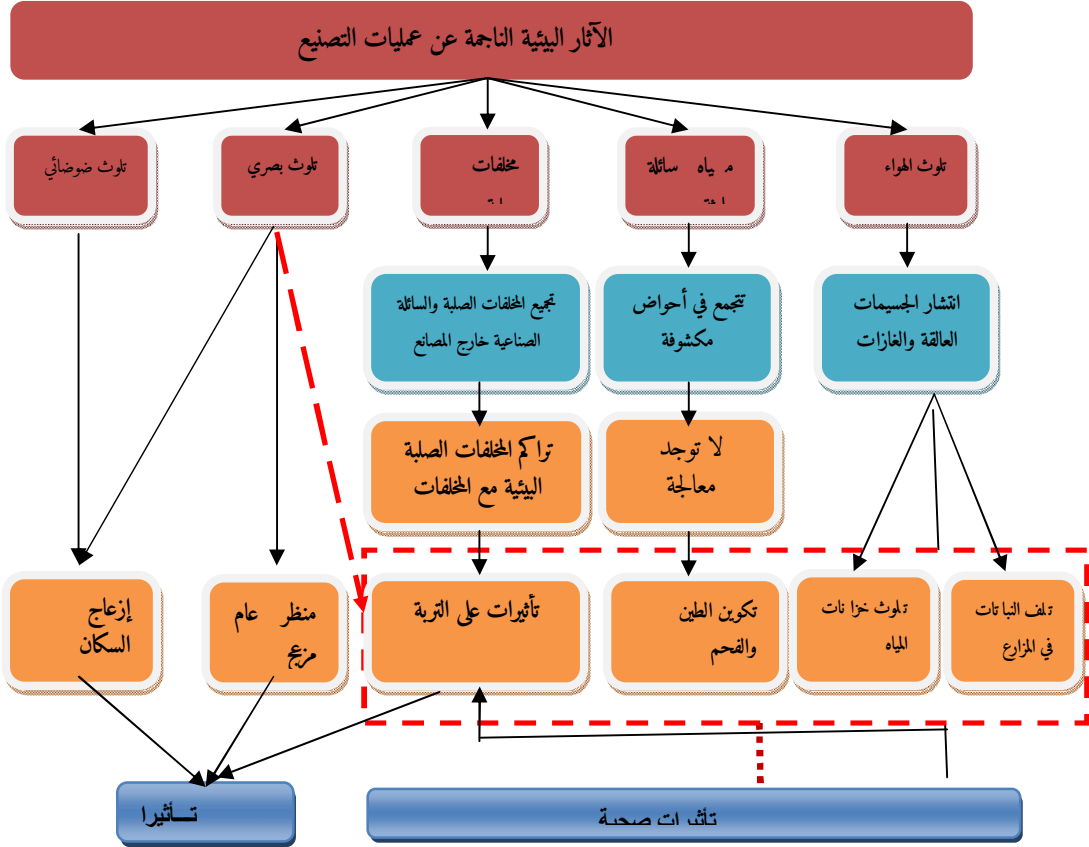 الآثار البيئية الناجمة عن عمليات التصنيع
تلوث الهواء
مياه سائلة
مخلفات
تلوث بصري
تلوث ضوضائي
انتشار الجسيمات
العالقة والغازات
تتجمع في أحواض
مكشوفة
تجميع المخلفات الصلبة والسائلة
الصناعية خارج المصانع
لا توجد
معالجة
تراكم المخلفات الصلبة
البيئية مع المخلفات
تلف النباتات
في المزارع
تلوث خزانات
المياه
تكوين الطين
والفحم
تأثيرات على التربة
منظر عام
مزعج
إزعاج
السكان
تأثيرات صحية
تــأثيرا